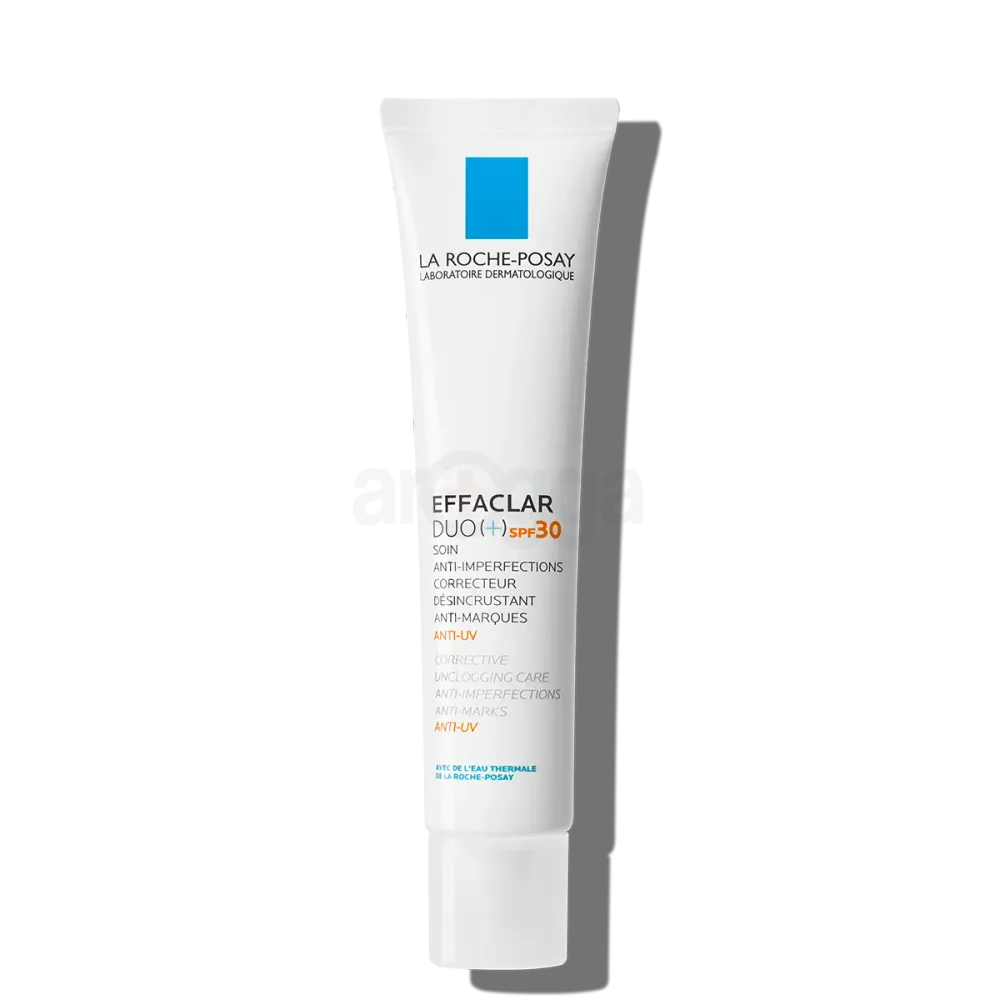 LA ROCHE-POSAY
LABORATOIRE DERMATOLOGIQUE
arogga
EFFACLAR
DUO(+) SPF30
SOIN
ANTI-IMPERFECTIONS
CORRECTEUR
DÉSINCRUSTANT
ANTI-MARQUES
ANTI-UV
CORRECTIVE
UNCLOGGING CARE
ANTI-IMPERFECTIONS
ANTI-MARKS
ANTI-UV
AVEC DE L'EAU THERMALE
DE LA ROCHE-POSAY